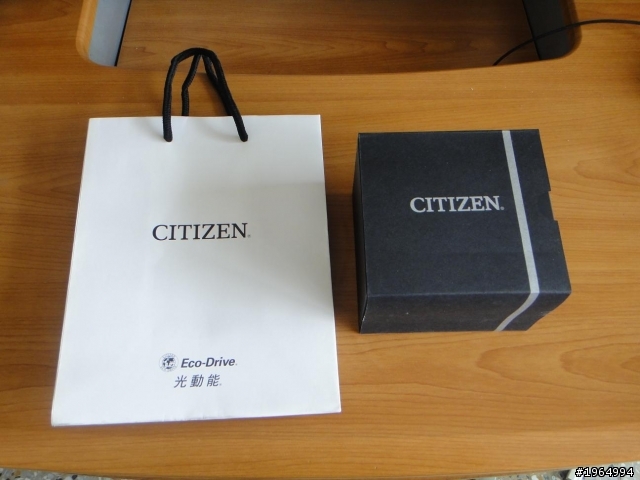 CITIZEN®
Eco-Drive®
光動能®
CITIZEN®
#1964994